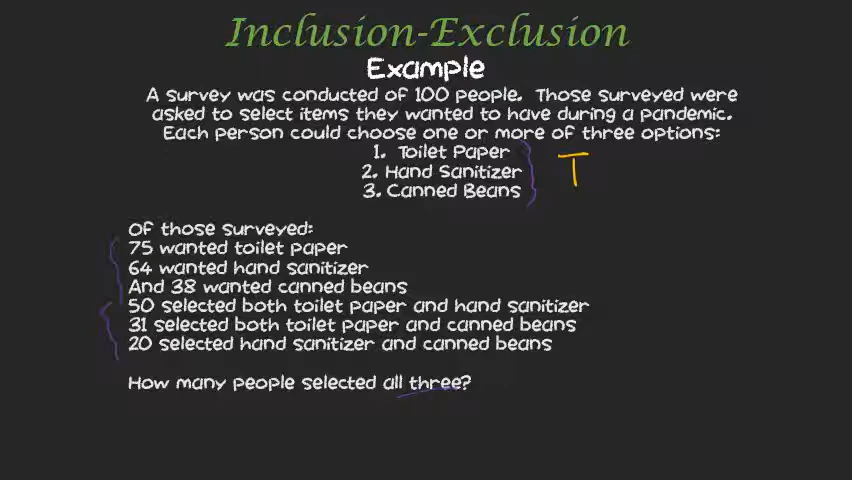 Inclusion-Exclusion
Example
A survey was conducted of 100 people. Those surveyed were
asked to select items they wanted to have during a pandemic.
Each person could choose one or more of three options:
1. Toilet Paper
2. Hand Sanitizer
3. Canned Beans
T
Of those surveyed:
75 wanted toilet paper
64 wanted hand sanitizer
And 38 wanted canned beans
50 selected both toilet paper and hand sanitizer
31 selected both toilet paper and canned beans
20 selected hand sanitizer and canned beans
How many people selected all three?